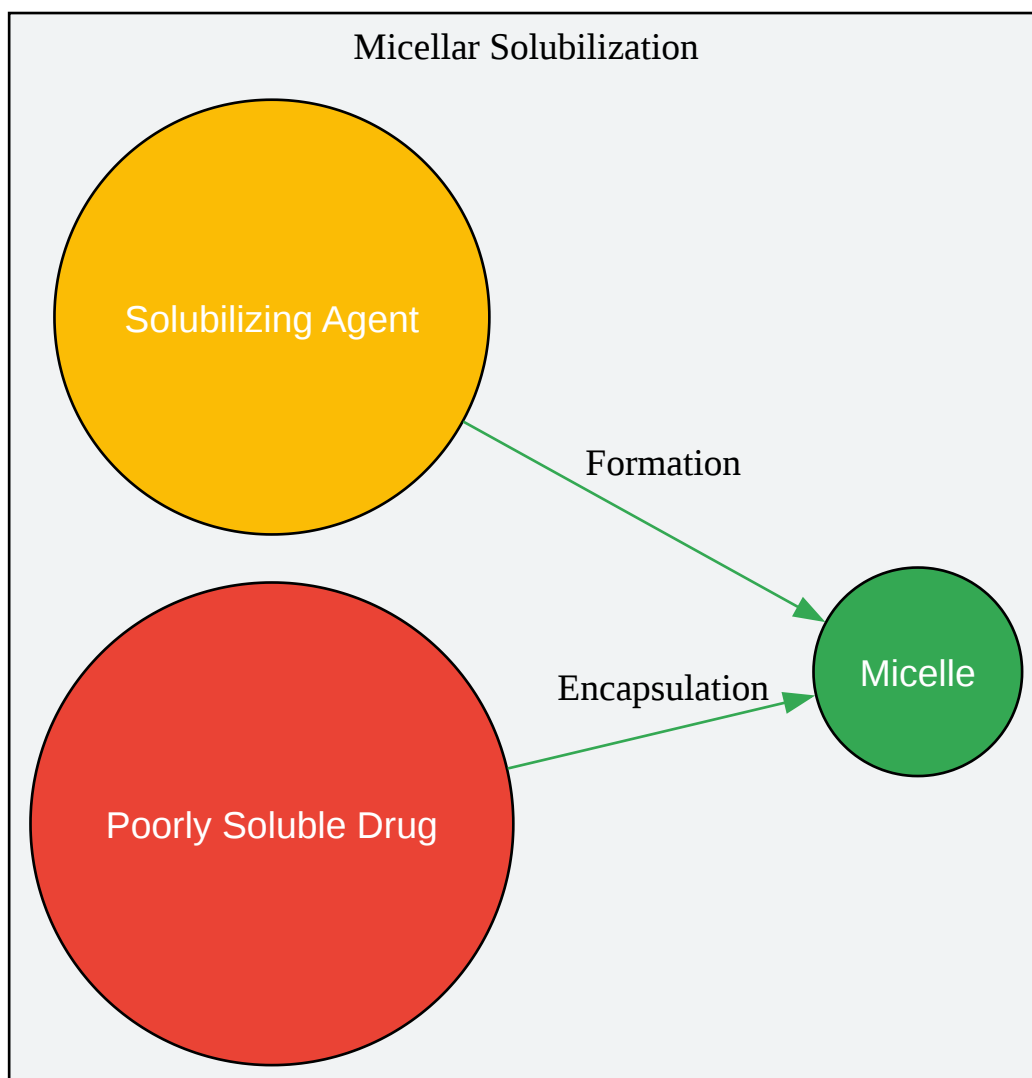 Micellar Solubilization
Solubilizing Agent
Formation
Encapsulation
Micelle
Poorly Soluble Drug